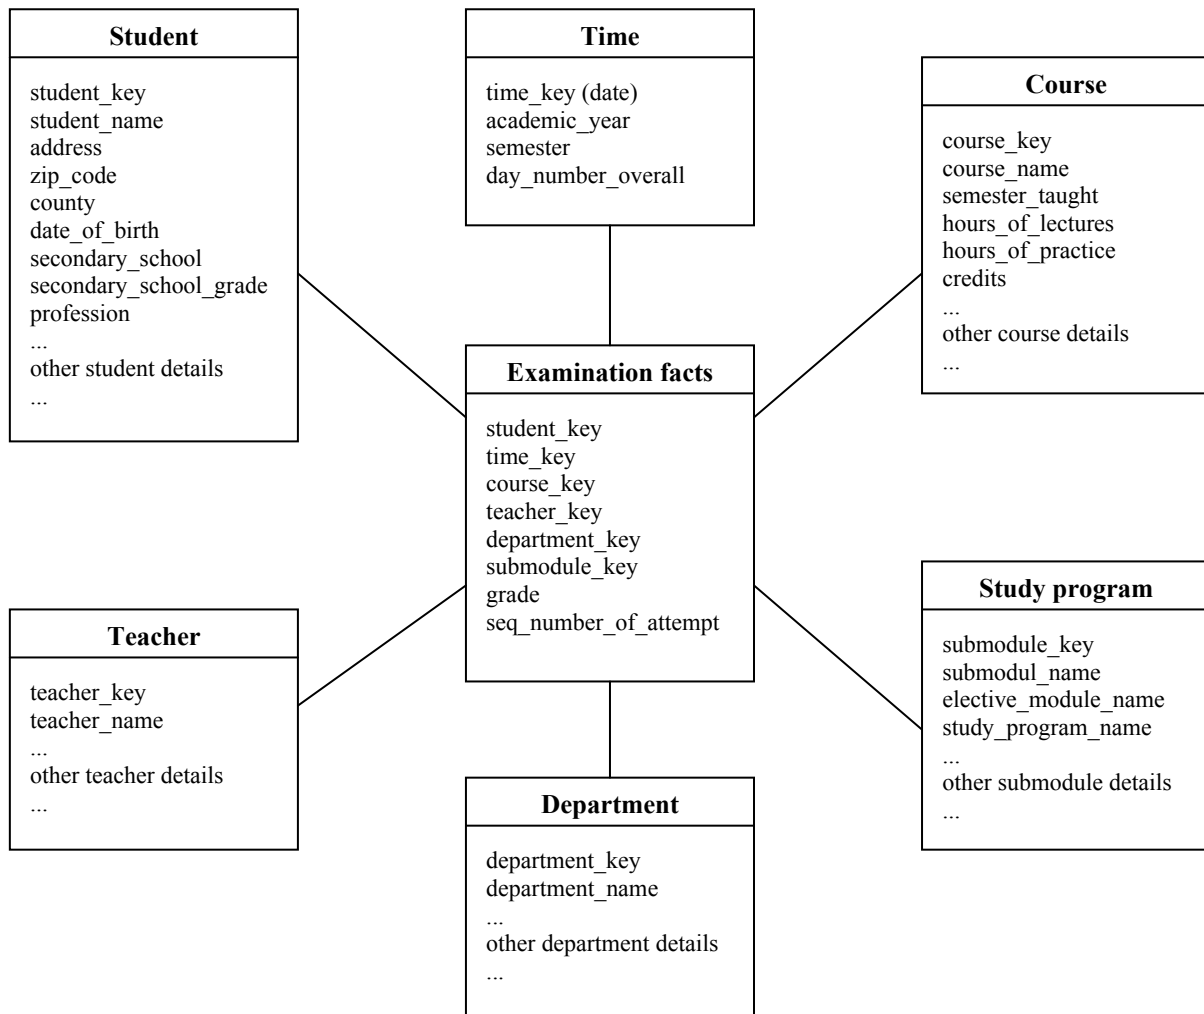 Student
student_key
student_name
address
zip_code
county
date_of_birth
secondary_school
secondary_school_grade
profession
...
other student details
...
Time
time_key (date)
academic_year
semester
day_number_overall
Course
course_key
course_name
semester_taught
hours_of_lectures
hours_of_practice
credits
...
other course details
...
Examination facts
student_key
time_key
course_key
teacher_key
department_key
submodule_key
grade
seq_number_of_attempt
Teacher
teacher_key
teacher_name
...
other teacher details
...
Department
department_key
department_name
...
other department details
...
Study program
submodule_key
submodul_name
elective_module_name
study_program_name
...
other submodule details
...